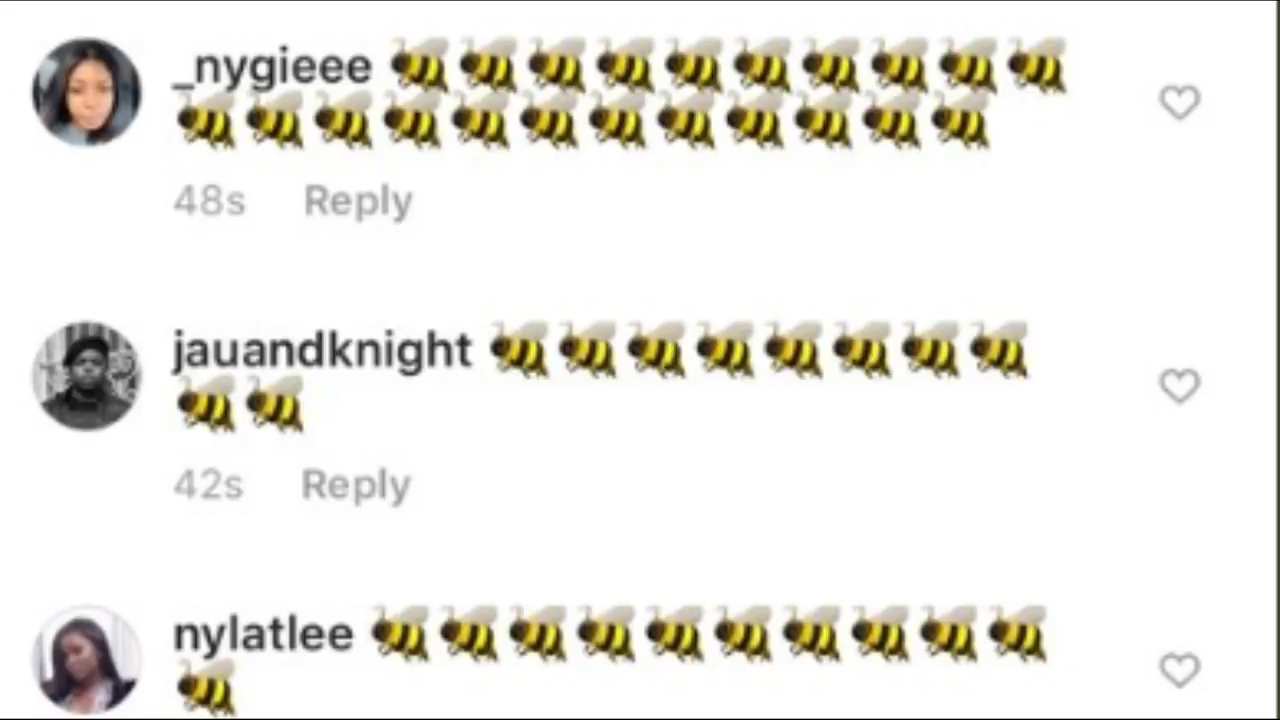 _nygieee 🐝🐝🐝🐝🐝🐝🐝🐝🐝🐝
🐝🐝🐝🐝🐝🐝🐝🐝🐝🐝🐝🐝
48s Reply
jauandknight 🐝🐝🐝🐝🐝🐝🐝🐝
🐝🐝
42s Reply
nylatlee 🐝🐝🐝🐝🐝🐝🐝🐝🐝🐝
🐝